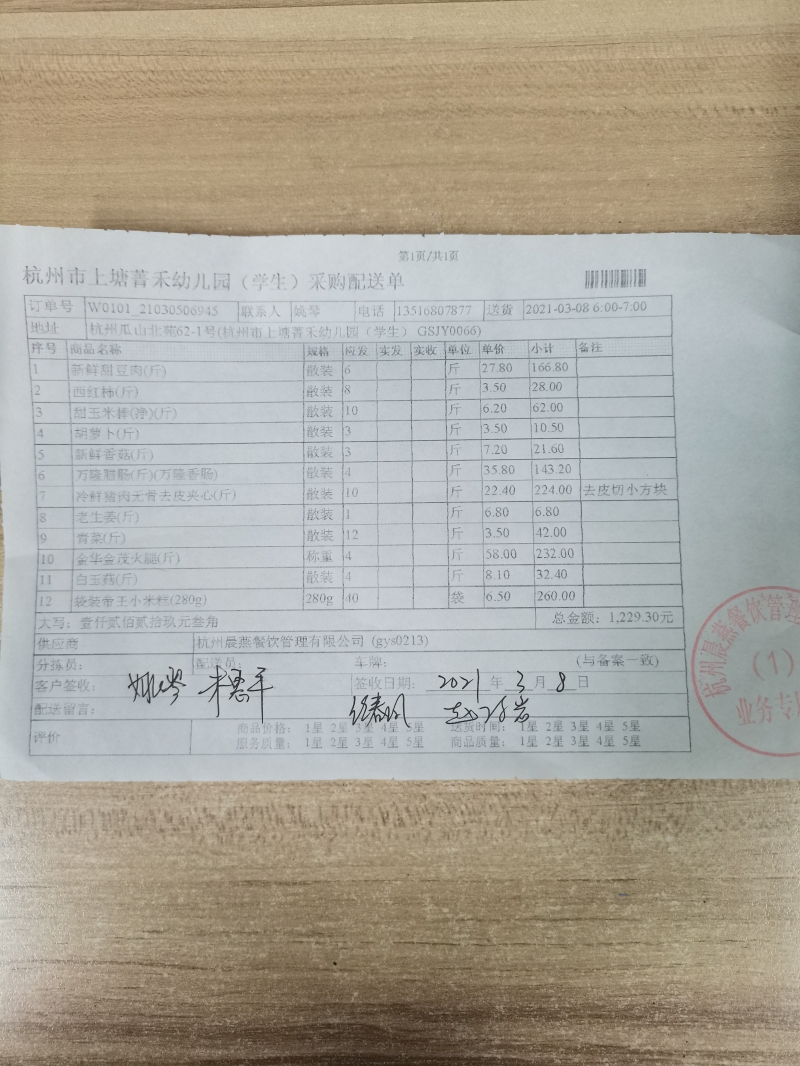 第1页/共1页
杭州市上塘菁禾幼儿园（学生）采购配送单
订单号 W0101_21030506945 联系人 姚琴 电话 13516807877 送货 2021-03-08 6:00-7:00
地址 杭州瓜山北苑62-1号(杭州市上塘菁禾幼儿园（学生） GSJY0066)
序号 商品名称 规格 应发 实发 实收 单位 单价 小计 备注
1 新鲜甜豆肉(斤) 散装 6 斤 27.80 166.80
2 西红柿(斤) 散装 8 斤 3.50 28.00
3 甜玉米棒(净)(斤) 散装 10 斤 6.20 62.00
4 胡萝卜(斤) 散装 3 斤 3.50 10.50
5 新鲜香菇(斤) 散装 3 斤 7.20 21.60
6 万隆腊肠(斤)(万隆香肠) 散装 4 斤 35.80 143.20
7 冷鲜猪肉无骨去皮夹心(斤) 散装 10 斤 22.40 224.00 去皮切小方块
8 老生姜(斤) 散装 1 斤 6.80 6.80
9 青菜(斤) 散装 12 斤 3.50 42.00
10 金华金茂火腿(斤) 称重 4 斤 58.00 232.00
11 白玉菇(斤) 散装 4 斤 8.10 32.40
12 袋装帝王小米糕(280g) 280g 40 袋 6.50 260.00
大写：壹仟贰佰贰拾玖元叁角 总金额：1,229.30元
供应商 杭州晨燕餐饮管理有限公司 (gys0213)
分拣员： 配送员： 车牌： (与备案一致)
客户签收： 签收日期： 2021 年 3 月 8 日
配送留言：
评价 商品价格： 1星 2星 3星 4星 5星 送货时间： 1星 2星 3星 4星 5星
服务质量： 1星 2星 3星 4星 5星 商品质量： 1星 2星 3星 4星 5星
杭州晨燕餐饮管理
(1)
业务专